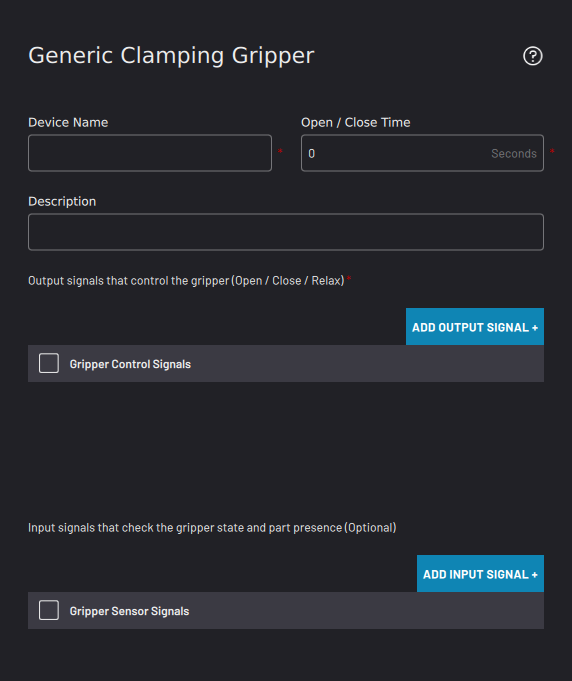 Generic Clamping Gripper
Device Name
Open / Close Time
*
0
Seconds
*
Description
Output signals that control the gripper (Open / Close / Relax) *
ADD OUTPUT SIGNAL +
Gripper Control Signals
Input signals that check the gripper state and part presence (Optional)
ADD INPUT SIGNAL +
Gripper Sensor Signals